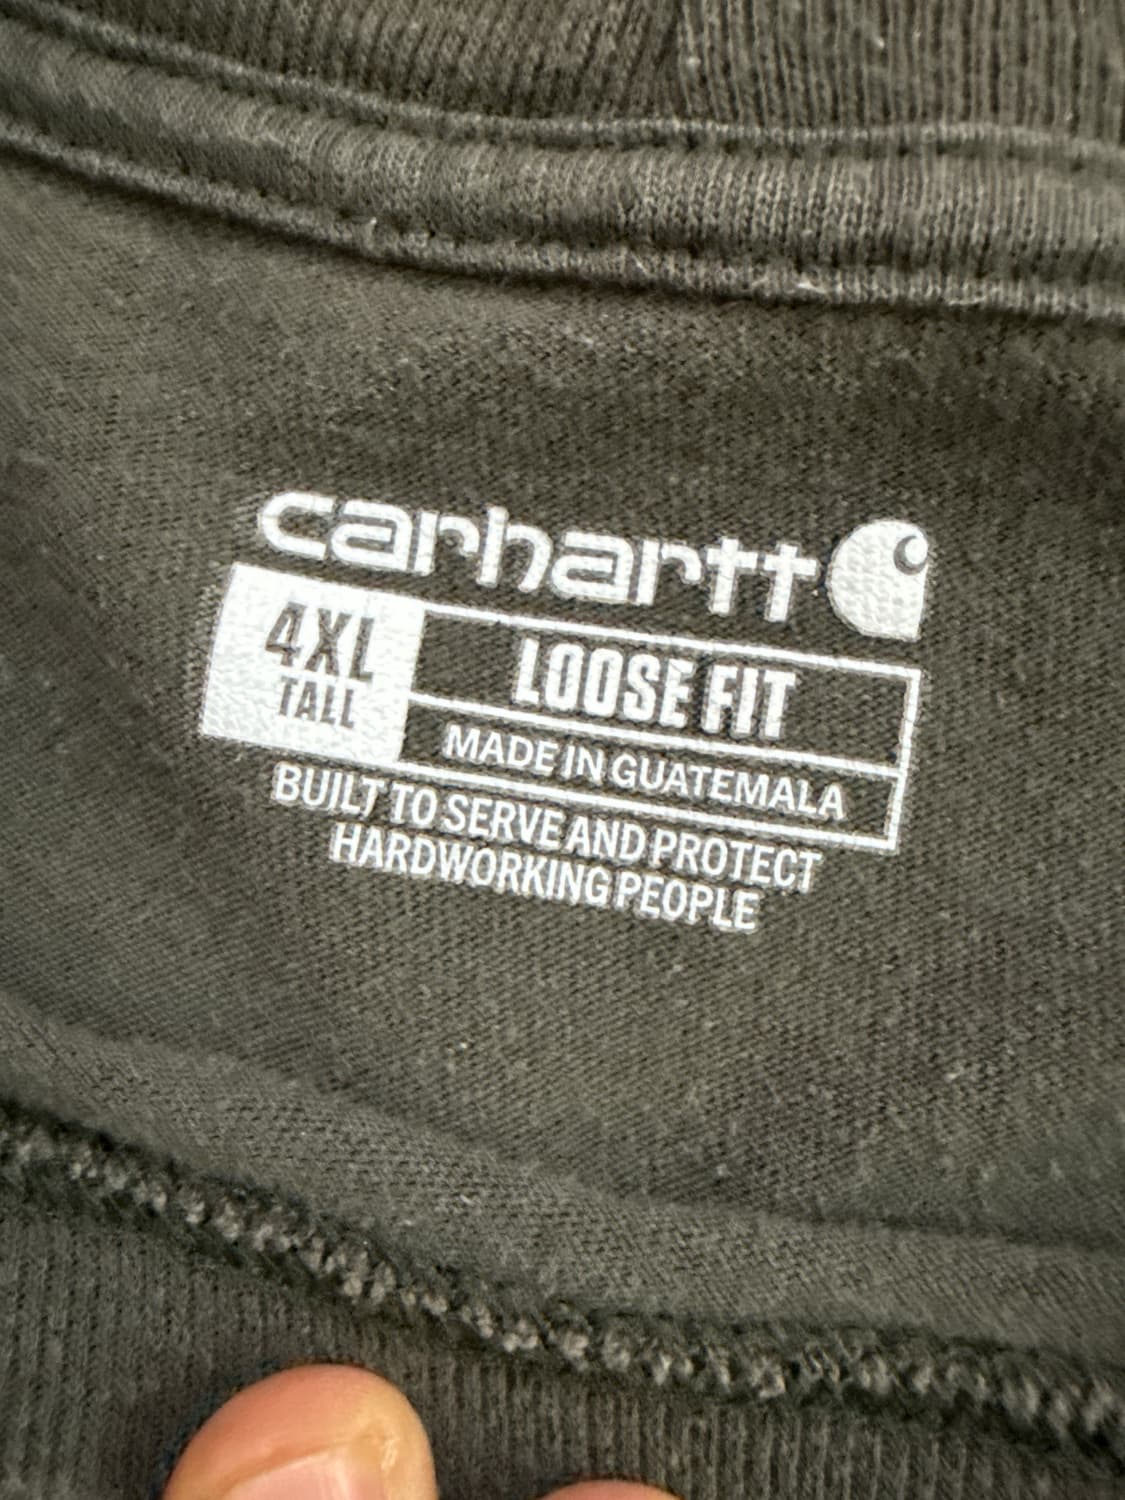 carhartt
4XL
TALL
LOOSE FIT
MADE IN GUATEMALA
BUILT TO SERVE AND PROTECT
HARDWORKING PEOPLE